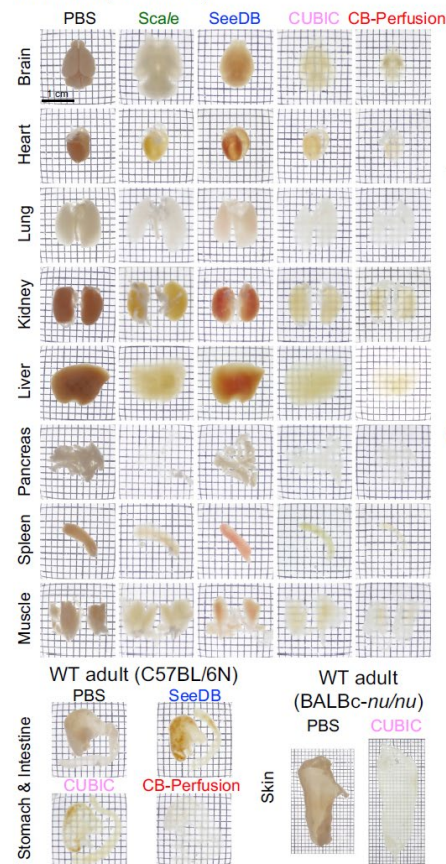 PBS Scale SeeDB CUBIC CB-Perfusion
Brain
1 cm
Heart
Lung
Kidney
Liver
Pancreas
Spleen
Muscle
WT adult (C57BL/6N)
PBS SeeDB
CUBIC CB-Perfusion
Stomach & Intestine
WT adult
(BALBc-nu/nu)
PBS CUBIC
Skin